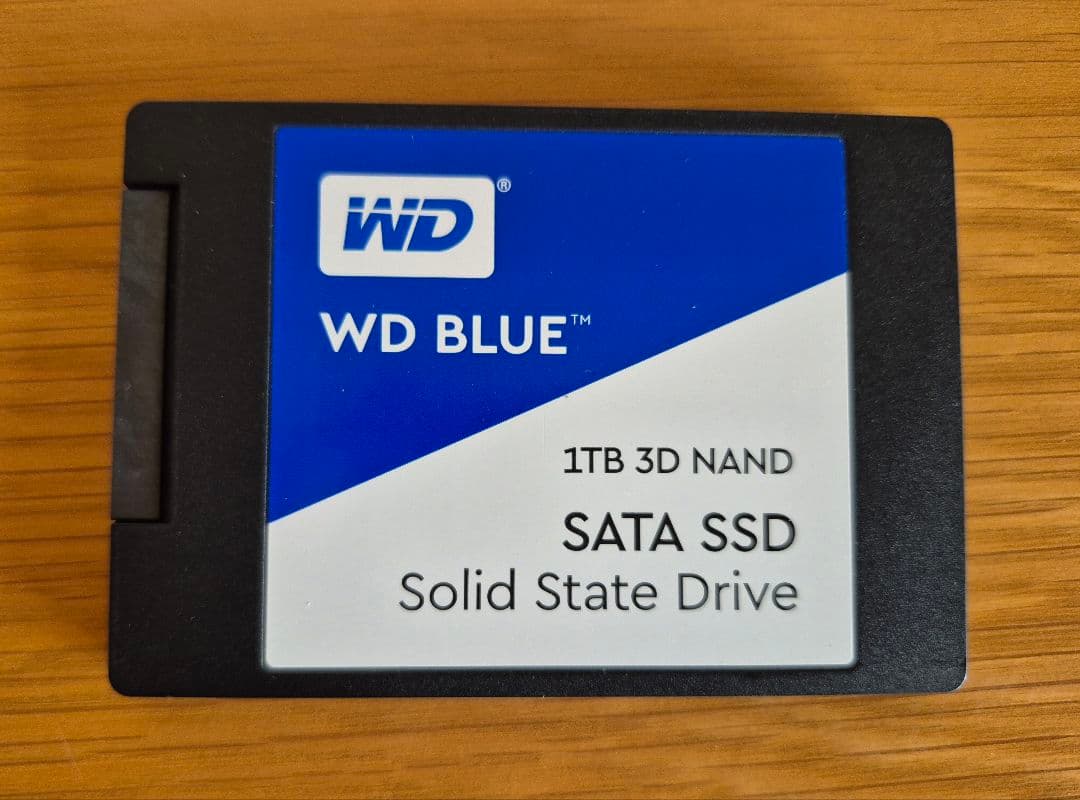 WD®
WD BLUE™
1TB 3D NAND
SATA SSD
Solid State Drive